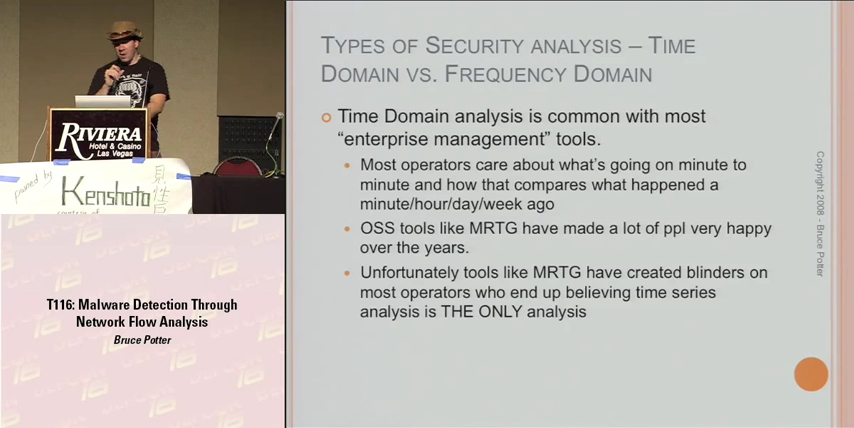 RIVIERA
Hotel & Casino
Las Vegas
powned by
Kenshoto
見性
T116: Malware Detection Through
Network Flow Analysis
Bruce Potter
TYPES OF SECURITY ANALYSIS – TIME
DOMAIN VS. FREQUENCY DOMAIN
Time Domain analysis is common with most
“enterprise management” tools.
Most operators care about what’s going on minute to
minute and how that compares what happened a
minute/hour/day/week ago
OSS tools like MRTG have made a lot of ppl very happy
over the years.
Unfortunately tools like MRTG have created blinders on
most operators who end up believing time series
analysis is THE ONLY analysis
Copyright 2008 - Bruce Potter